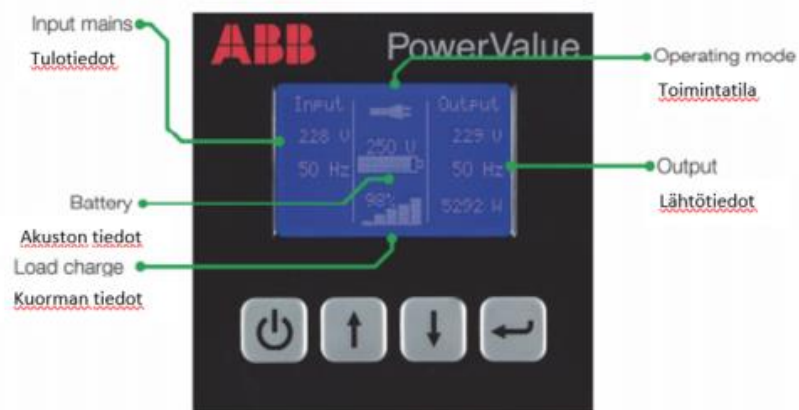 Input mains
Tulotiedot
ABB
PowerValue
Operating mode
Toimintatila
Input
Output
228 V
229 V
250 V
50 Hz
50 Hz
Output
Lähtötiedot
Battery
98%
5292 W
Akuston tiedot
Load charge
Kuorman tiedot